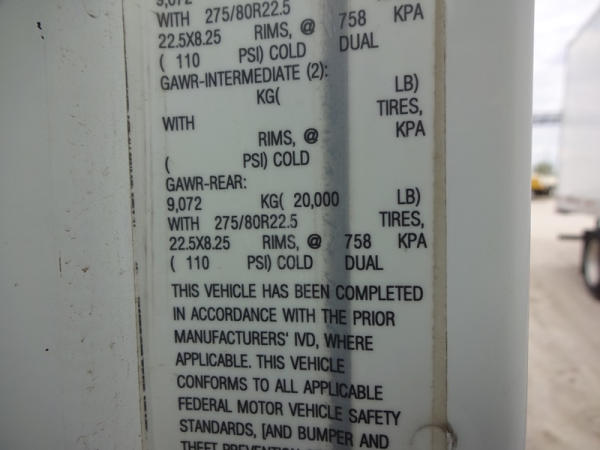 9,072
WITH 275/80R22.5
22.5X8.25 RIMS, @ 758 KPA
( 110 PSI) COLD DUAL
GAWR-INTERMEDIATE (2):
KG( LB)
WITH TIRES,
RIMS, @ KPA
( PSI) COLD
GAWR-REAR:
9,072 KG( 20,000 LB)
WITH 275/80R22.5 TIRES,
22.5X8.25 RIMS, @ 758 KPA
( 110 PSI) COLD DUAL
THIS VEHICLE HAS BEEN COMPLETED
IN ACCORDANCE WITH THE PRIOR
MANUFACTURERS' IVD, WHERE
APPLICABLE. THIS VEHICLE
CONFORMS TO ALL APPLICABLE
FEDERAL MOTOR VEHICLE SAFETY
STANDARDS, [AND BUMPER AND
THEFT PREVENTION